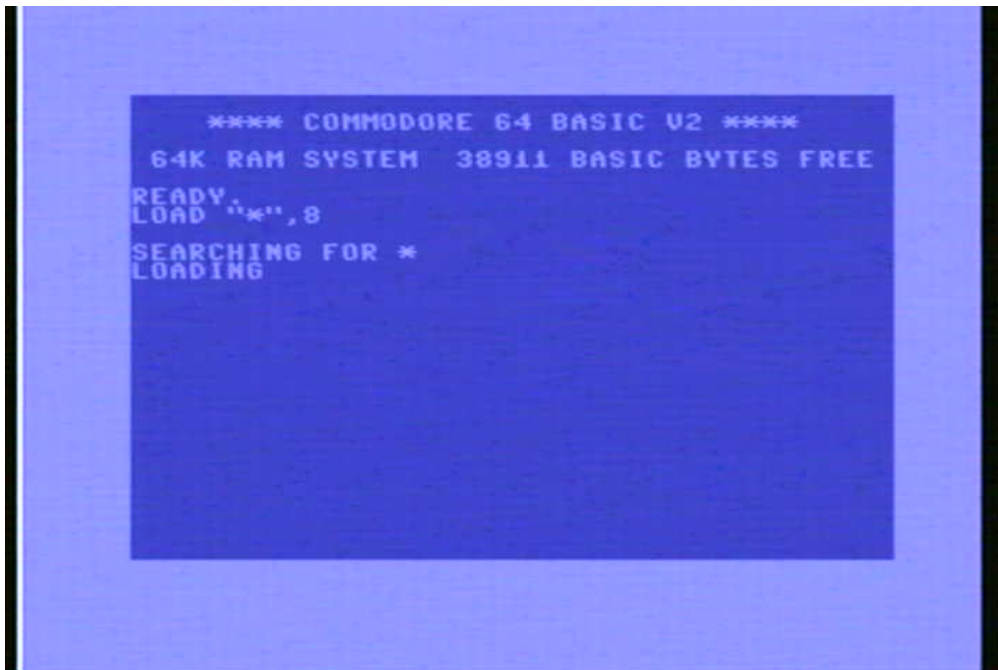 **** COMMODORE 64 BASIC V2 ****
64K RAM SYSTEM  38911 BASIC BYTES FREE
READY.
LOAD "*",8
SEARCHING FOR *
LOADING